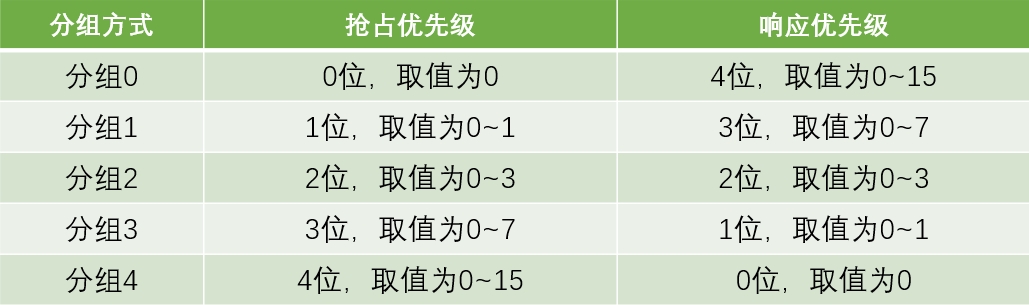 分组方式 抢占优先级 响应优先级
分组0 0位，取值为0 4位，取值为0~15
分组1 1位，取值为0~1 3位，取值为0~7
分组2 2位，取值为0~3 2位，取值为0~3
分组3 3位，取值为0~7 1位，取值为0~1
分组4 4位，取值为0~15 0位，取值为0